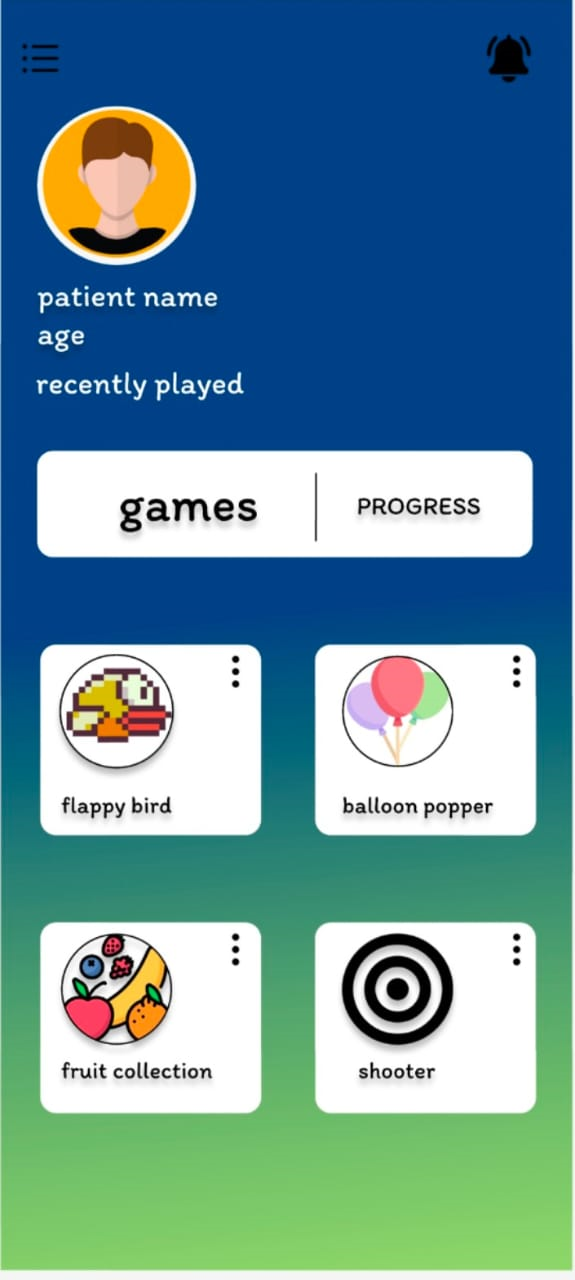 patient name
age
recently played
games
PROGRESS
flappy bird
balloon popper
fruit collection
shooter